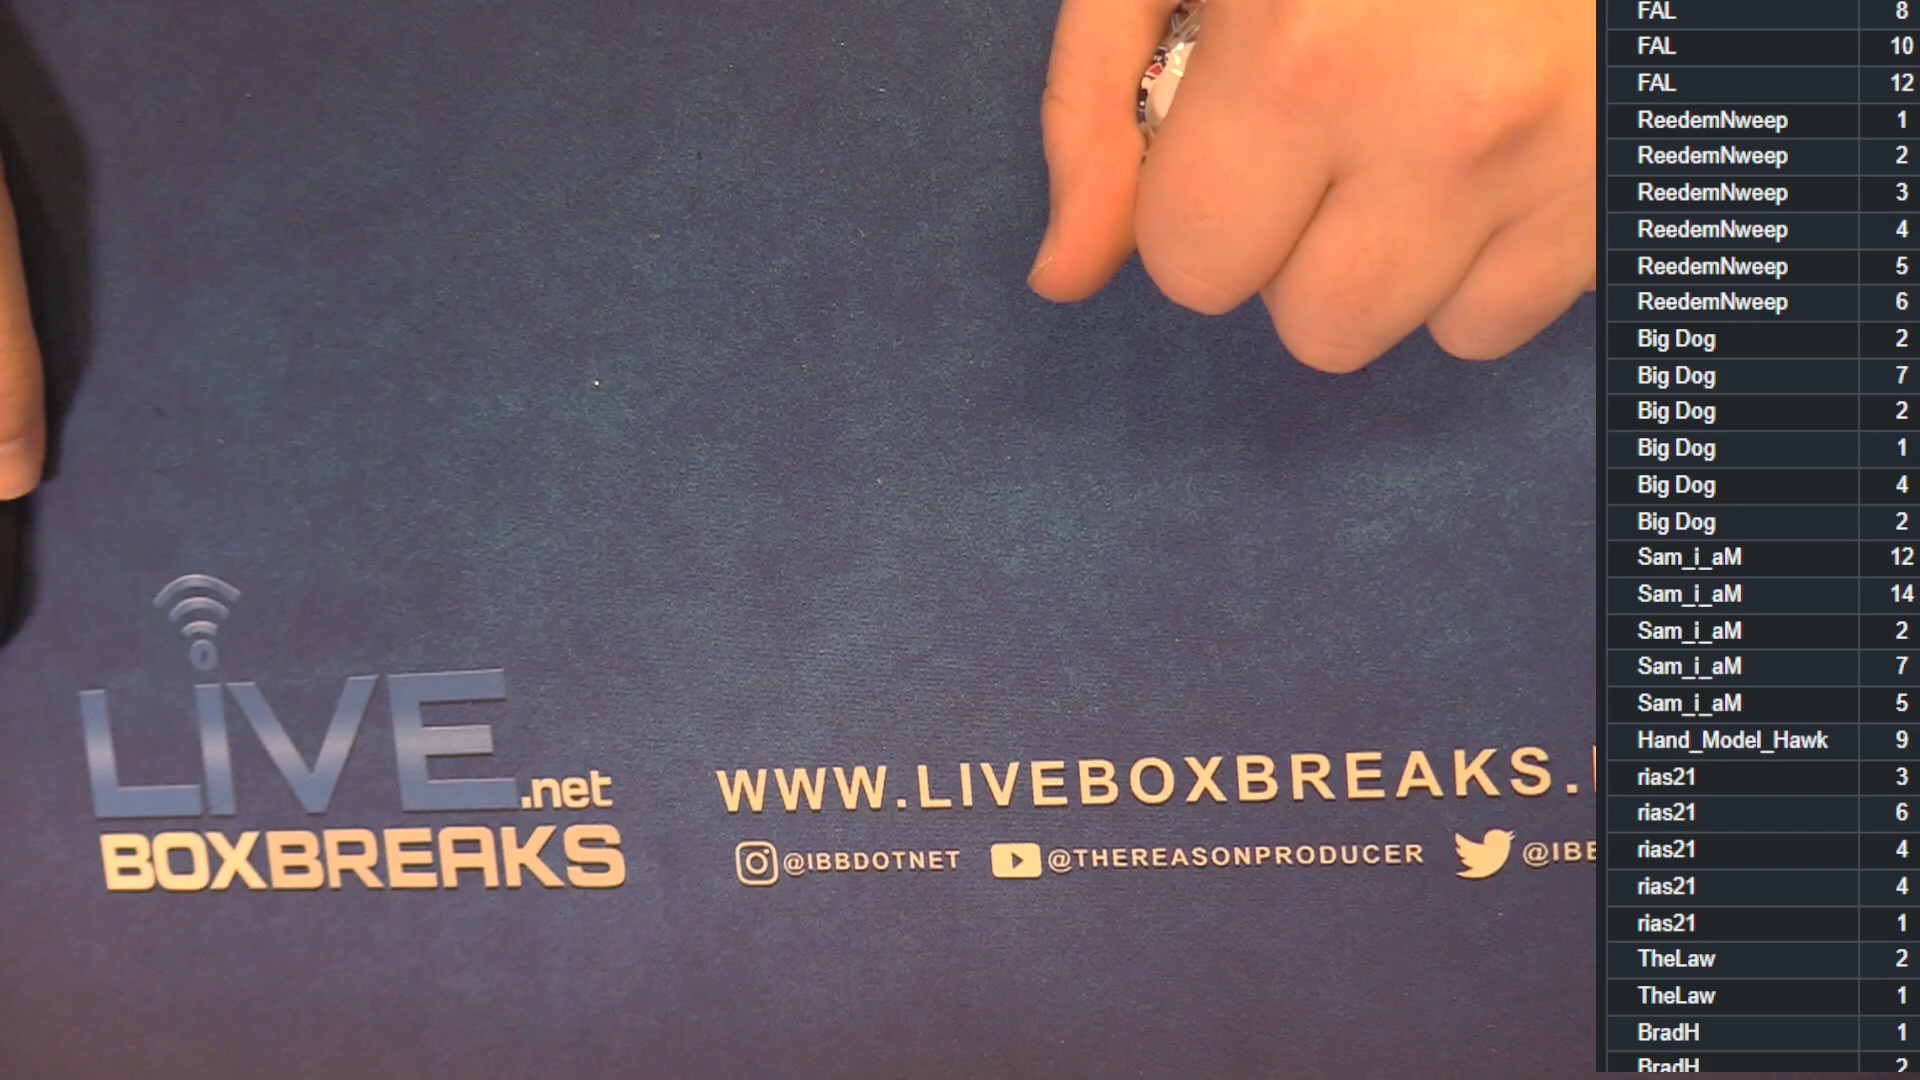 FAL 8
FAL 10
FAL 12
ReedemNweep 1
ReedemNweep 2
ReedemNweep 3
ReedemNweep 4
ReedemNweep 5
ReedemNweep 6
Big Dog 2
Big Dog 7
Big Dog 2
Big Dog 1
Big Dog 4
Big Dog 2
Sam_i_aM 12
Sam_i_aM 14
Sam_i_aM 2
Sam_i_aM 7
Sam_i_aM 5
Hand_Model_Hawk 9
rias21 3
rias21 6
rias21 4
rias21 4
rias21 1
TheLaw 2
TheLaw 1
BradH 1
BradH 2
LIVE.net
BOXBREAKS
WWW.LIVEBOXBREAKS.
@IBBDOTNET @THEREASONPRODUCER